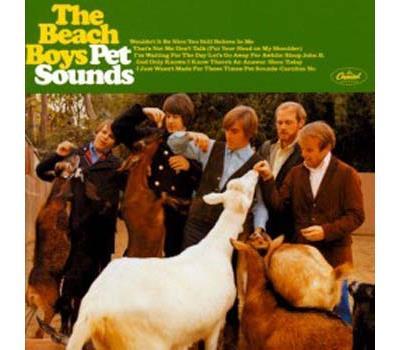 The
Beach
Boys Pet
Sounds
Wouldn't It Be Nice/You Still Believe In Me
That's Not Me/Don't Talk (Put Your Head on My Shoulder)
I'm Waiting For The Day/Let's Go Away For Awhile/Sloop John B.
God Only Knows/I Know There's An Answer/Here Today
I Just Wasn't Made For These Times/Pet Sounds/Caroline No
Capitol